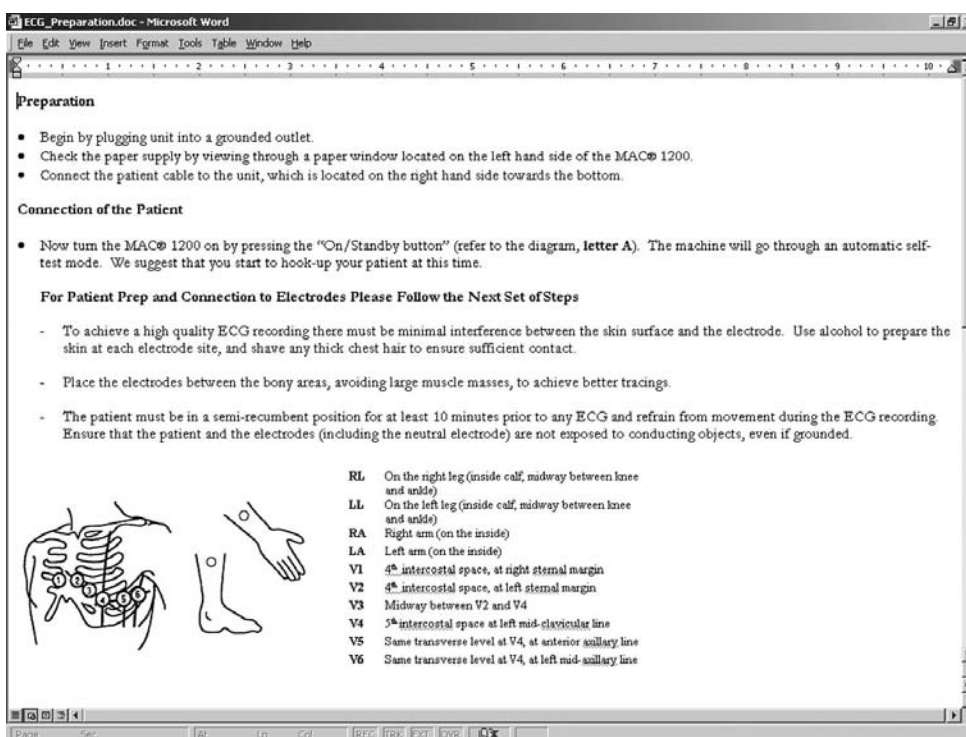 ECG_Preparation.doc - Microsoft Word
File Edit View Insert Format Tools Table Window Help
1 2 3 4 5 6 7 8 9 10
Preparation
• Begin by plugging unit into a grounded outlet.
• Check the paper supply by viewing through a paper window located on the left hand side of the MAC® 1200.
• Connect the patient cable to the unit, which is located on the right hand side towards the bottom.
Connection of the Patient
• Now turn the MAC® 1200 on by pressing the “On/Standby button” (refer to the diagram, letter A). The machine will go through an automatic self-
test mode. We suggest that you start to hook-up your patient at this time.
For Patient Prep and Connection to Electrodes Please Follow the Next Set of Steps
- To achieve a high quality ECG recording there must be minimal interference between the skin surface and the electrode. Use alcohol to prepare the
skin at each electrode site, and shave any thick chest hair to ensure sufficient contact.
- Place the electrodes between the bony areas, avoiding large muscle masses, to achieve better tracings.
- The patient must be in a semi-recumbent position for at least 10 minutes prior to any ECG and refrain from movement during the ECG recording.
Ensure that the patient and the electrodes (including the neutral electrode) are not exposed to conducting objects, even if grounded.
1 2 3 4 5 6
RL On the right leg (inside calf, midway between knee
and ankle)
LL On the left leg (inside calf, midway between knee
and ankle)
RA Right arm (on the inside)
LA Left arm (on the inside)
V1 4th intercostal space, at right sternal margin
V2 4th intercostal space, at left sternal margin
V3 Midway between V2 and V4
V4 5th intercostal space at left mid-clavicular line
V5 Same transverse level at V4, at anterior axillary line
V6 Same transverse level at V4, at left mid-axillary line
Page Sec At Ln Col REC TRK EXT OVR